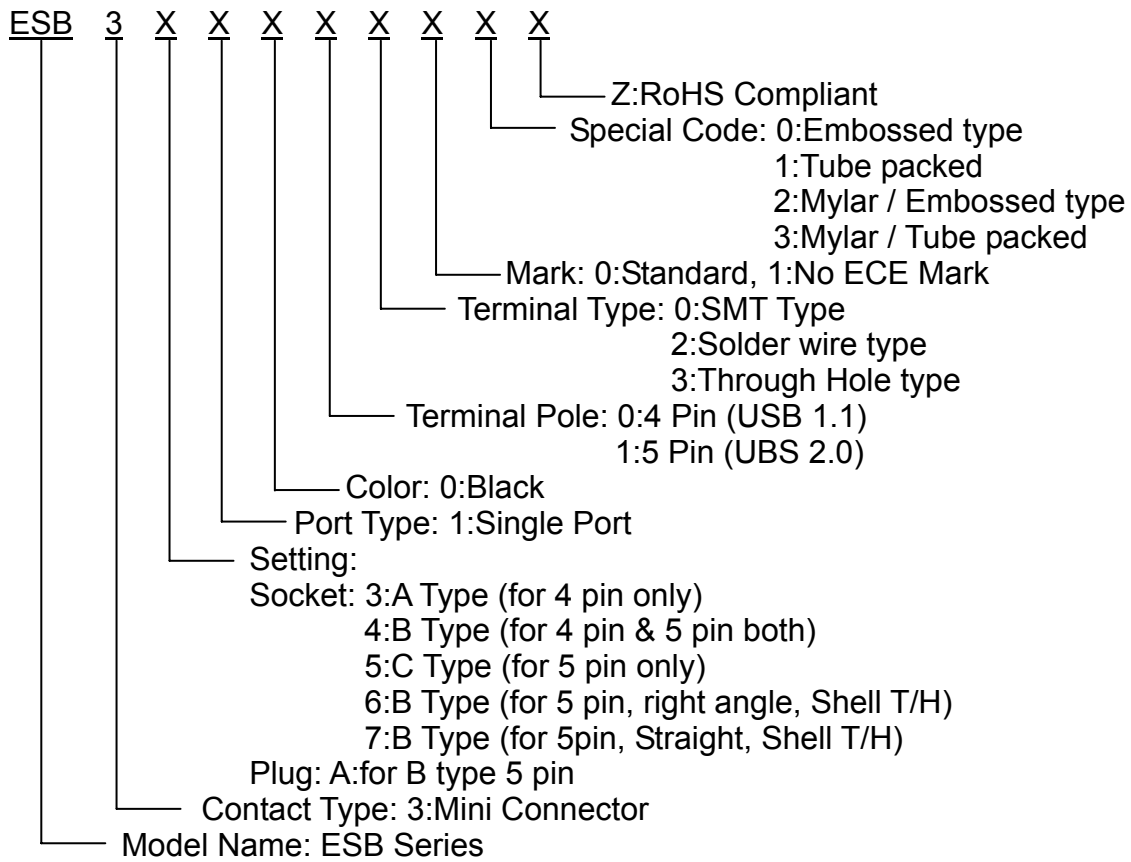 ESB 3 X X X X X X X X
Z:RoHS Compliant
Special Code: 0:Embossed type
1:Tube packed
2:Mylar / Embossed type
3:Mylar / Tube packed
Mark: 0:Standard, 1:No ECE Mark
Terminal Type: 0:SMT Type
2:Solder wire type
3:Through Hole type
Terminal Pole: 0:4 Pin (USB 1.1)
1:5 Pin (UBS 2.0)
Color: 0:Black
Port Type: 1:Single Port
Setting:
Socket: 3:A Type (for 4 pin only)
4:B Type (for 4 pin & 5 pin both)
5:C Type (for 5 pin only)
6:B Type (for 5 pin, right angle, Shell T/H)
7:B Type (for 5pin, Straight, Shell T/H)
Plug: A:for B type 5 pin
Contact Type: 3:Mini Connector
Model Name: ESB Series